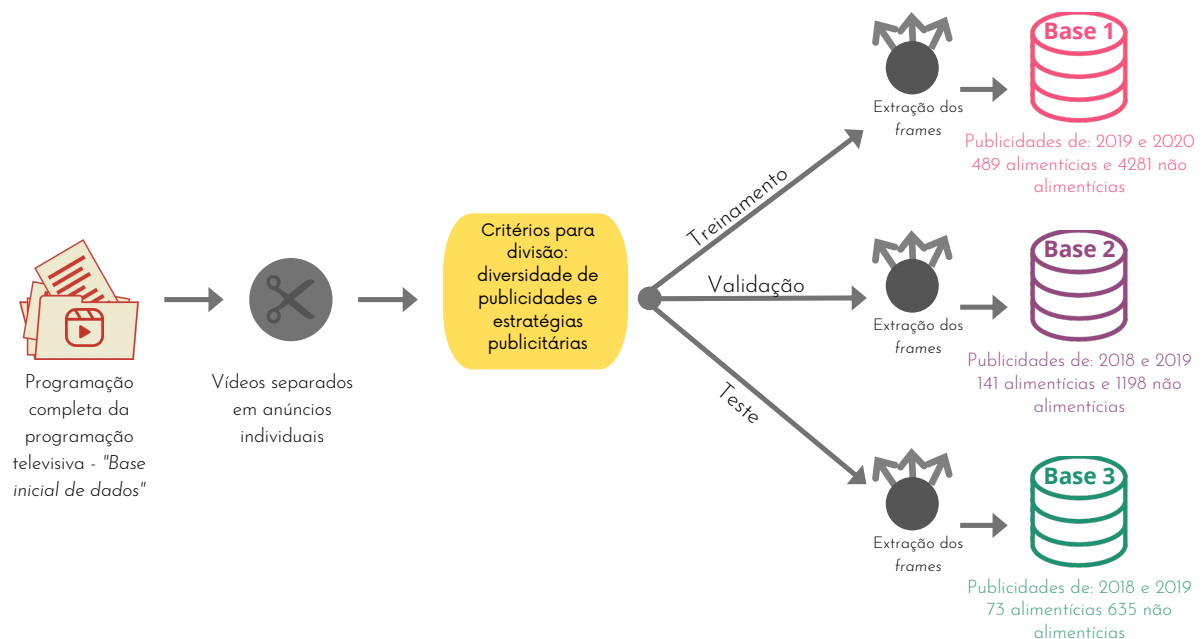 Programação
completa da
programação
televisiva - "Base
inicial de dados"
Vídeos separados
em anúncios
individuais
Critérios para
divisão:
diversidade de
publicidades e
estratégias
publicitárias
Treinamento
Extração dos
frames
Base 1
Publicidades de: 2019 e 2020
489 alimentícias e 4281 não
alimentícias
Validação
Extração dos
frames
Base 2
Publicidades de: 2018 e 2019
141 alimentícias e 1198 não
alimentícias
Teste
Extração dos
frames
Base 3
Publicidades de: 2018 e 2019
73 alimentícias 635 não
alimentícias